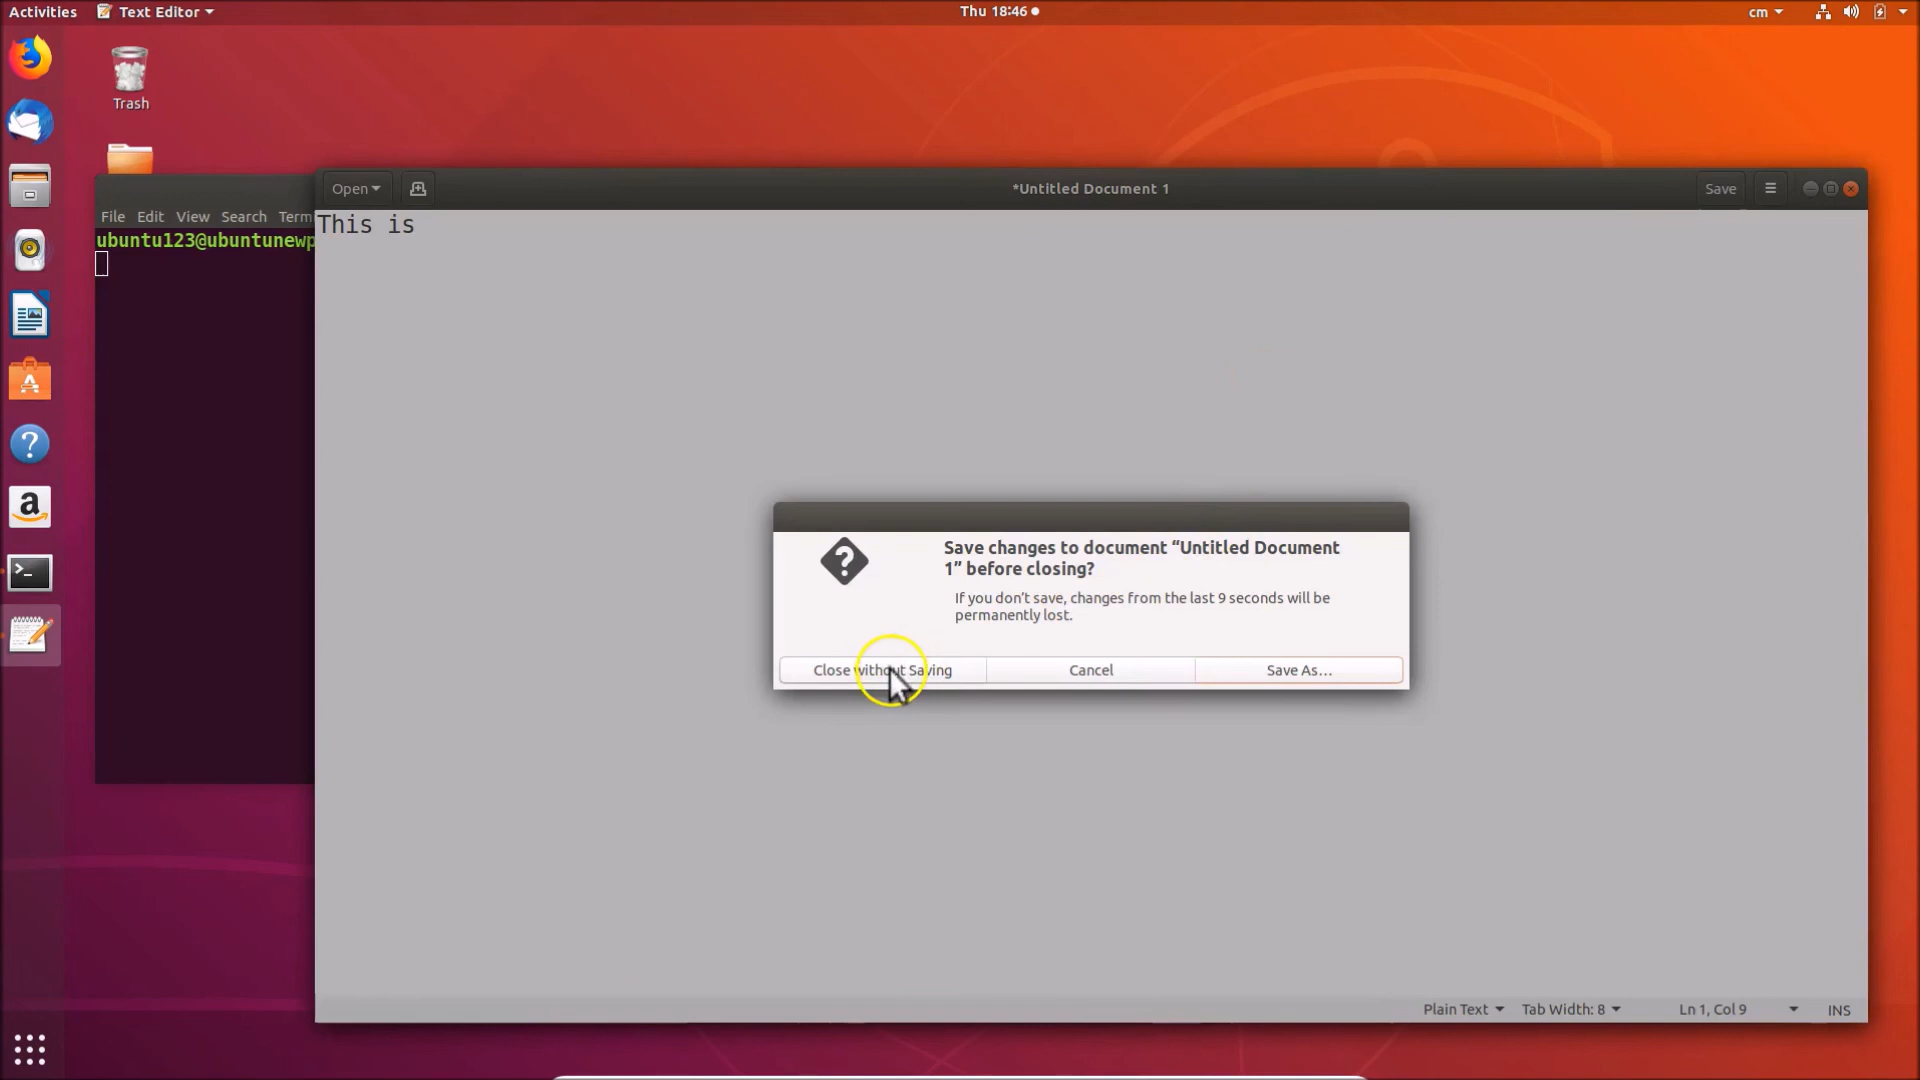 Activities Text Editor Thu 18:46 cm
Trash
Open *Untitled Document 1 Save
File Edit View Search Term
ubuntu123@ubuntunewp
This is
Save changes to document “Untitled Document
1” before closing?
If you don’t save, changes from the last 9 seconds will be
permanently lost.
Close without Saving Cancel Save As…
Plain Text Tab Width: 8 Ln 1, Col 9 INS